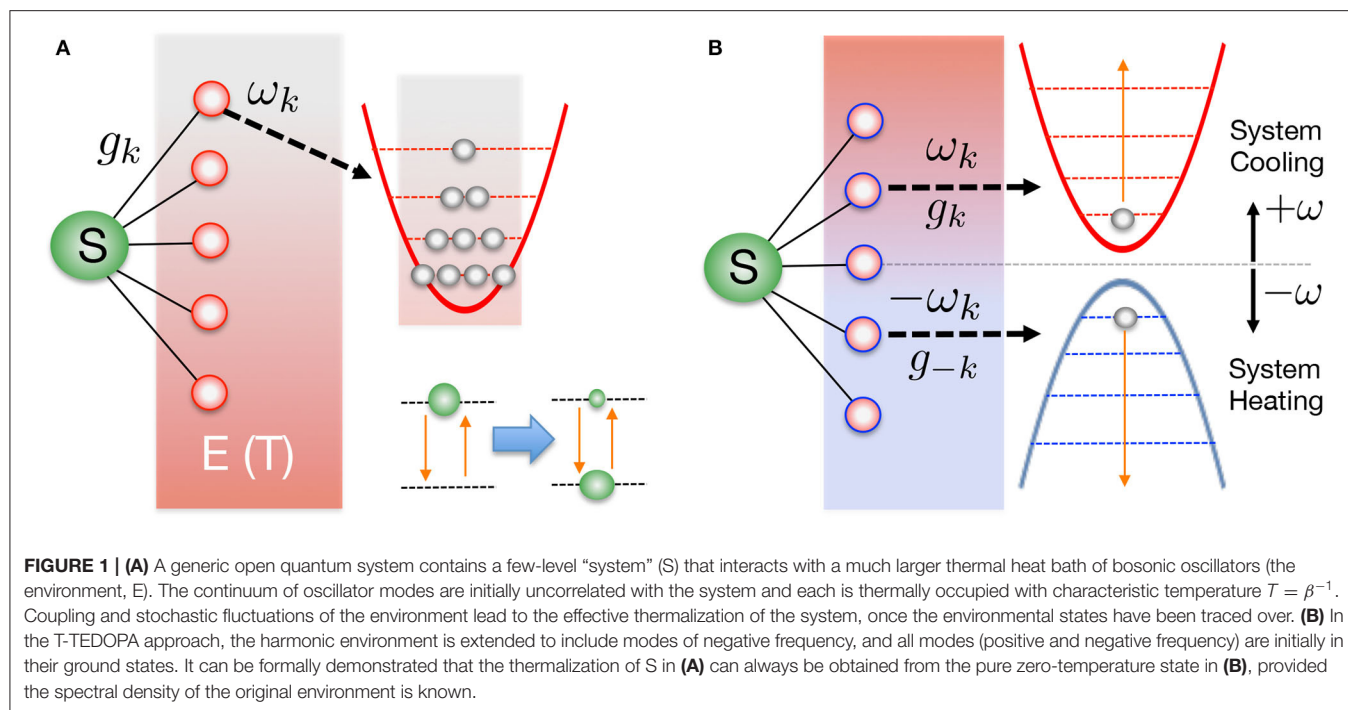 A
ω_k
g_k
S
E (T)
B
ω_k
g_k
S
−ω_k
g_{−k}
System
Cooling
+ω
−ω
System
Heating
FIGURE 1 | (A) A generic open quantum system contains a few-level “system” (S) that interacts with a much larger thermal heat bath of bosonic oscillators (the
environment, E). The continuum of oscillator modes are initially uncorrelated with the system and each is thermally occupied with characteristic temperature T = β⁻¹.
Coupling and stochastic fluctuations of the environment lead to the effective thermalization of the system, once the environmental states have been traced over. (B) In
the T-TEDOPA approach, the harmonic environment is extended to include modes of negative frequency, and all modes (positive and negative frequency) are initially in
their ground states. It can be formally demonstrated that the thermalization of S in (A) can always be obtained from the pure zero-temperature state in (B), provided
the spectral density of the original environment is known.